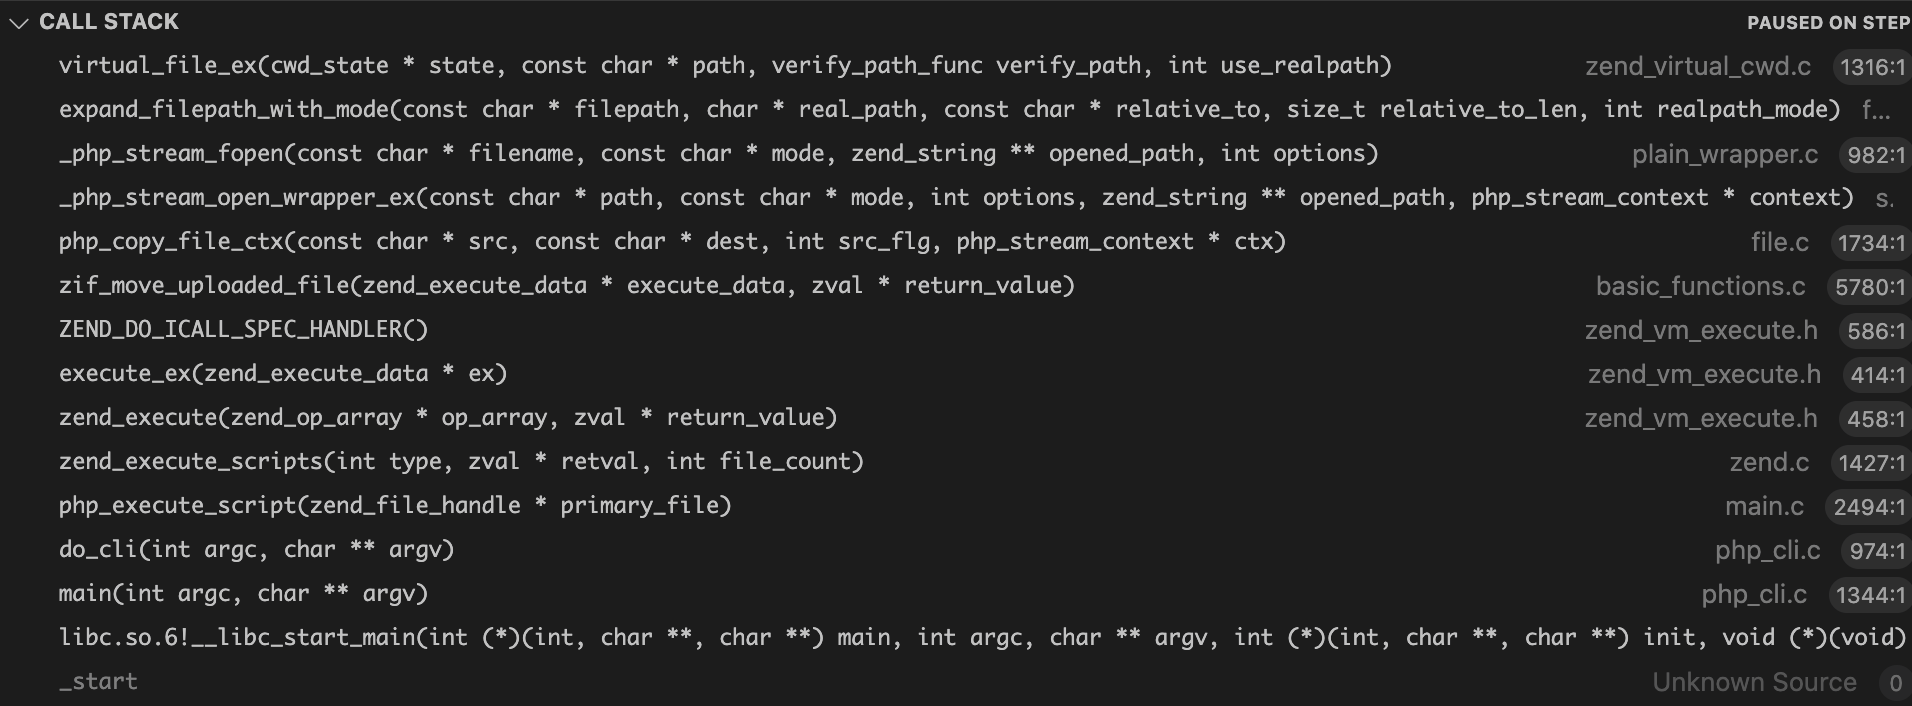 CALL STACK PAUSED ON STEP
virtual_file_ex(cwd_state * state, const char * path, verify_path_func verify_path, int use_realpath) zend_virtual_cwd.c 1316:1
expand_filepath_with_mode(const char * filepath, char * real_path, const char * relative_to, size_t relative_to_len, int realpath_mode) f...
_php_stream_fopen(const char * filename, const char * mode, zend_string ** opened_path, int options) plain_wrapper.c 982:1
_php_stream_open_wrapper_ex(const char * path, const char * mode, int options, zend_string ** opened_path, php_stream_context * context) s.
php_copy_file_ctx(const char * src, const char * dest, int src_flg, php_stream_context * ctx) file.c 1734:1
zif_move_uploaded_file(zend_execute_data * execute_data, zval * return_value) basic_functions.c 5780:1
ZEND_DO_ICALL_SPEC_HANDLER() zend_vm_execute.h 586:1
execute_ex(zend_execute_data * ex) zend_vm_execute.h 414:1
zend_execute(zend_op_array * op_array, zval * return_value) zend_vm_execute.h 458:1
zend_execute_scripts(int type, zval * retval, int file_count) zend.c 1427:1
php_execute_script(zend_file_handle * primary_file) main.c 2494:1
do_cli(int argc, char ** argv) php_cli.c 974:1
main(int argc, char ** argv) php_cli.c 1344:1
libc.so.6!__libc_start_main(int (*)(int, char **, char **) main, int argc, char ** argv, int (*)(int, char **, char **) init, void (*)(void)
_start Unknown Source 0